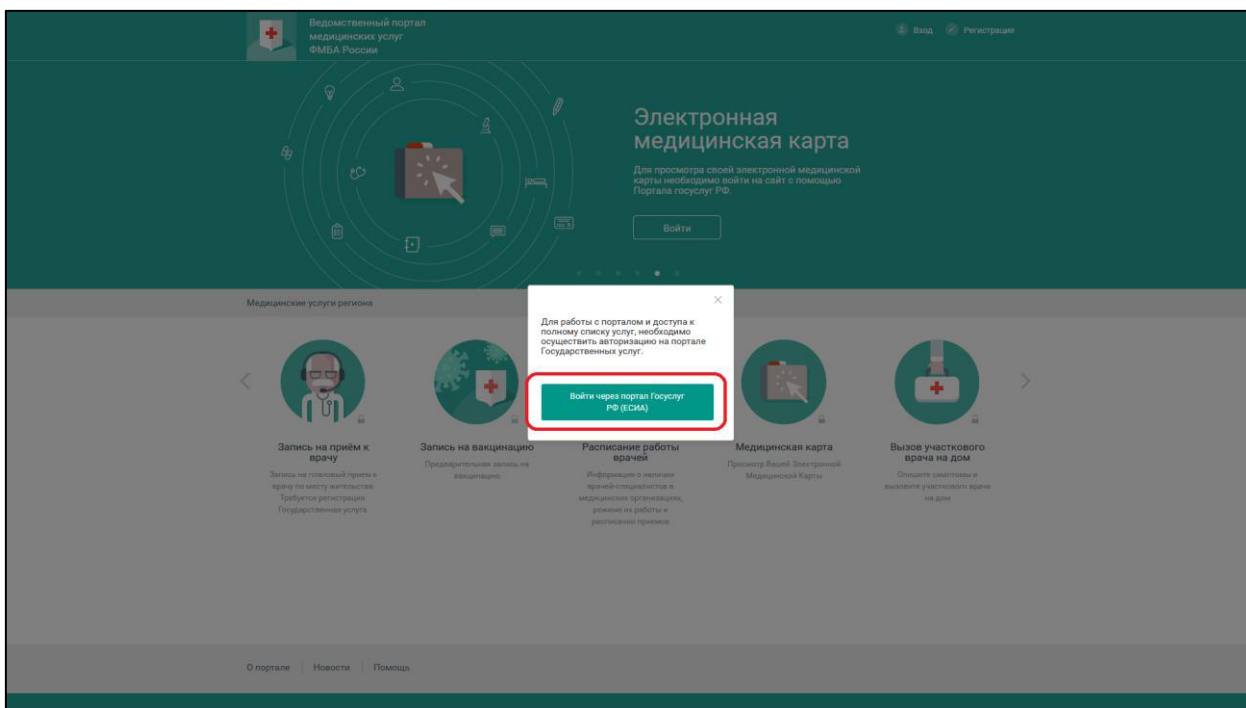 Ведомственный портал
медицинских услуг
ФМБА России
Вход
Регистрация
Электронная
медицинская карта
Для просмотра своей электронной медицинской
карты необходимо войти на сайт с помощью
Портала госуслуг РФ.
Войти
Медицинские услуги региона
Для работы с порталом и доступа к
полному списку услуг, необходимо
осуществить авторизацию на портале
Государственных услуг.
Войти через портал Госуслуг
РФ (ЕСИА)
Запись на приём к
врачу
Запись на плановый прием к
врачу по месту жительства.
Требуется регистрация
Государственная услуга
Запись на вакцинацию
Предварительная запись на
вакцинацию
Расписание работы
врачей
Информация о наличии
врачей-специалистов в
медицинских организациях,
режиме их работы и
расписании приемов.
Медицинская карта
Просмотр Вашей Электронной
Медицинской Карты
Вызов участкового
врача на дом
Опишите симптомы и
вызовите участкового врача
на дом
О портале
Новости
Помощь